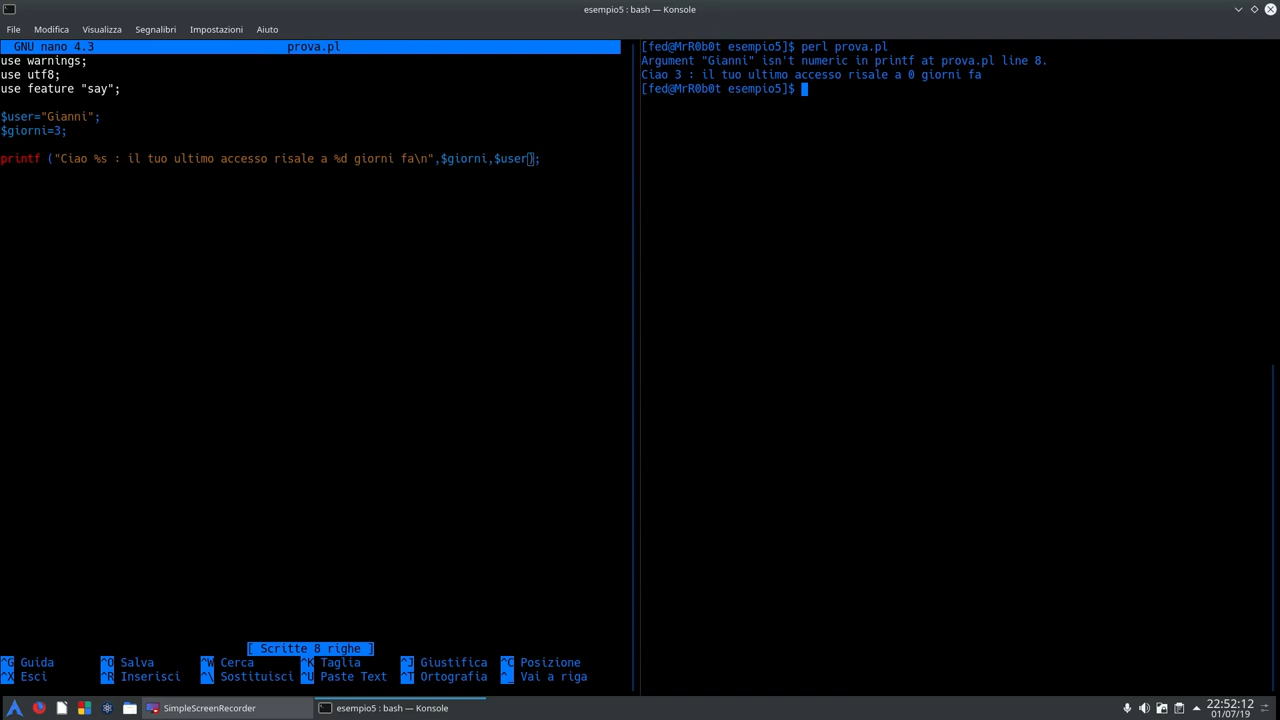 esempio5 : bash — Konsole
File Modifica Visualizza Segnalibri Impostazioni Aiuto
GNU nano 4.3 prova.pl
use warnings;
use utf8;
use feature "say";
$user="Gianni";
$giorni=3;
printf ("Ciao %s : il tuo ultimo accesso risale a %d giorni fa\n",$giorni,$user);
[ Scritte 8 righe ]
^G Guida ^O Salva ^W Cerca ^K Taglia ^J Giustifica ^C Posizione
^X Esci ^R Inserisci ^\ Sostituisci ^U Paste Text ^T Ortografia ^_ Vai a riga
[fed@MrR0b0t esempio5]$ perl prova.pl
Argument "Gianni" isn't numeric in printf at prova.pl line 8.
Ciao 3 : il tuo ultimo accesso risale a 0 giorni fa
[fed@MrR0b0t esempio5]$
SimpleScreenRecorder
esempio5 : bash — Konsole
22:52:12
01/07/19